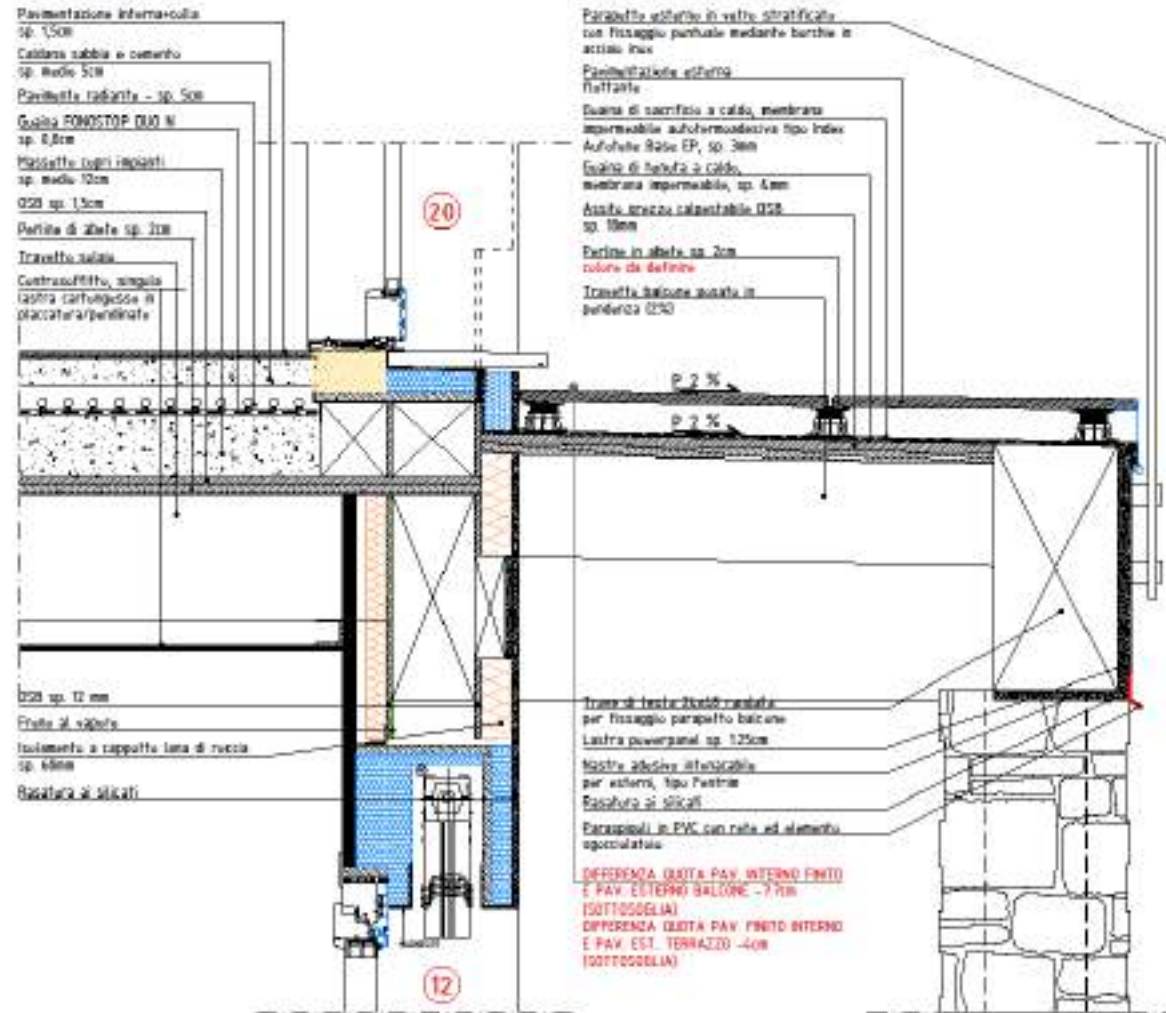 Pavimentazione interna+colla
sp. 1,5cm
Caldana sabbia e cemento
sp. medio 5cm
Pavimento radiante - sp. 5cm
Guaina FONOSTOP DUO N
sp. 0,8cm
Massetto copri impianti
sp. medio 12cm
OSB sp. 1,5cm
Perline di abete sp. 2cm
Travetto solaio
Controsoffitto, singola
lastra cartongesso in
placcatura/pendinato
OSB sp. 12 mm
Freno al vapore
Isolamento a cappotto lana di roccia
sp. 60mm
Rasatura ai silicati
20
12
Parapetto esterno in vetro stratificato
con fissaggio puntuale mediante borchie in
acciaio inox
Pavimentazione esterna
flottante
Guaina di sacrificio a caldo, membrana
impermeabile autotermoadesiva tipo Index
Autotene Base EP, sp. 3mm
Guaina di tenuta a caldo,
membrana impermeabile, sp. 4mm
Assito grezzo calpestabile OSB
sp. 18mm
Perline in abete sp. 2cm
colore da definire
Travetto balcone posato in
pendenza (2%)
P 2 %
P 2 %
Trave di testa
per fissaggio parapetto balcone
Lastra powerpanel sp. 1.25cm
Nastro adesivo intonacabile
per esterni, tipo
Rasatura ai silicati
Paraspigoli in PVC con rete ed elemento
sgocciolatoio
DIFFERENZA QUOTA PAV. INTERNO FINITO
E PAV. ESTERNO BALCONE -7.7cm
(SOTTOSOGLIA)
DIFFERENZA QUOTA PAV. FINITO INTERNO
E PAV. EST. TERRAZZO -4cm
(SOTTOSOGLIA)